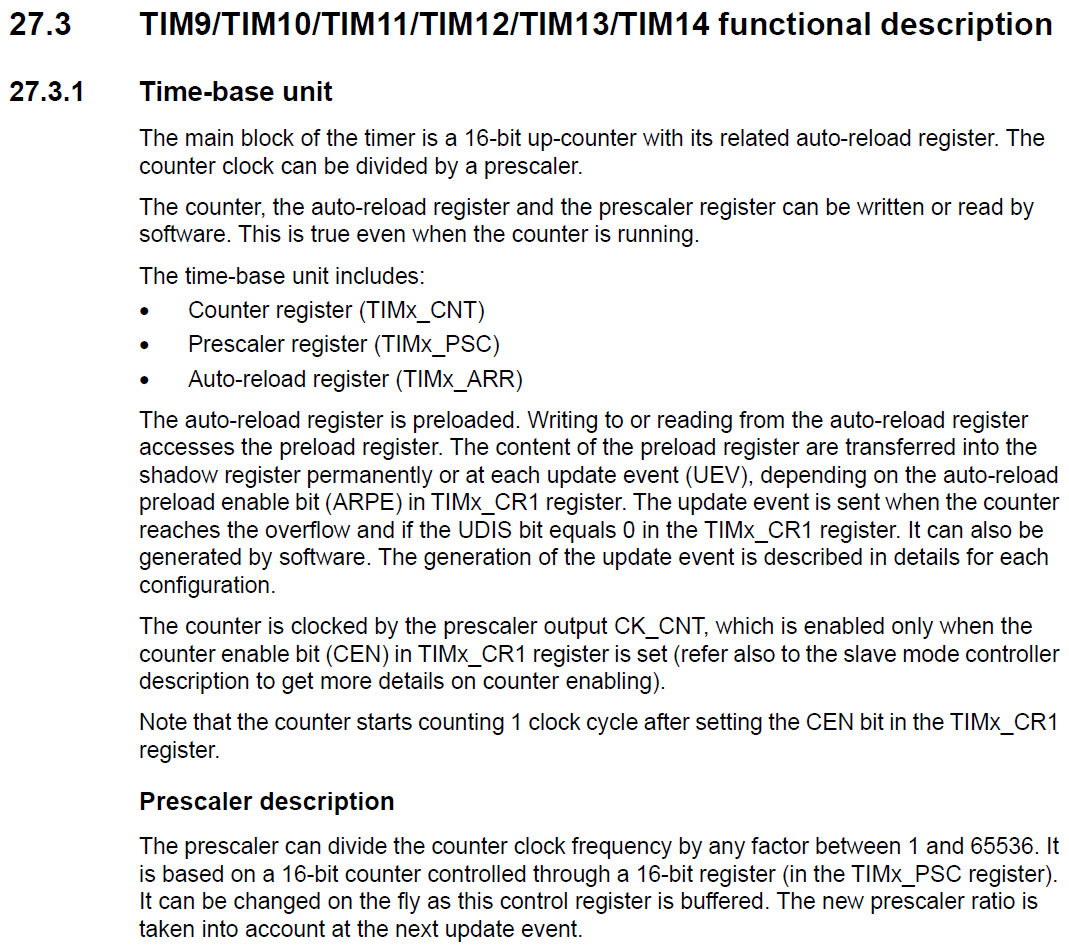 27.3 TIM9/TIM10/TIM11/TIM12/TIM13/TIM14 functional description
27.3.1 Time-base unit
The main block of the timer is a 16-bit up-counter with its related auto-reload register. The
counter clock can be divided by a prescaler.
The counter, the auto-reload register and the prescaler register can be written or read by
software. This is true even when the counter is running.
The time-base unit includes:
• Counter register (TIMx_CNT)
• Prescaler register (TIMx_PSC)
• Auto-reload register (TIMx_ARR)
The auto-reload register is preloaded. Writing to or reading from the auto-reload register
accesses the preload register. The content of the preload register are transferred into the
shadow register permanently or at each update event (UEV), depending on the auto-reload
preload enable bit (ARPE) in TIMx_CR1 register. The update event is sent when the counter
reaches the overflow and if the UDIS bit equals 0 in the TIMx_CR1 register. It can also be
generated by software. The generation of the update event is described in details for each
configuration.
The counter is clocked by the prescaler output CK_CNT, which is enabled only when the
counter enable bit (CEN) in TIMx_CR1 register is set (refer also to the slave mode controller
description to get more details on counter enabling).
Note that the counter starts counting 1 clock cycle after setting the CEN bit in the TIMx_CR1
register.
Prescaler description
The prescaler can divide the counter clock frequency by any factor between 1 and 65536. It
is based on a 16-bit counter controlled through a 16-bit register (in the TIMx_PSC register).
It can be changed on the fly as this control register is buffered. The new prescaler ratio is
taken into account at the next update event.